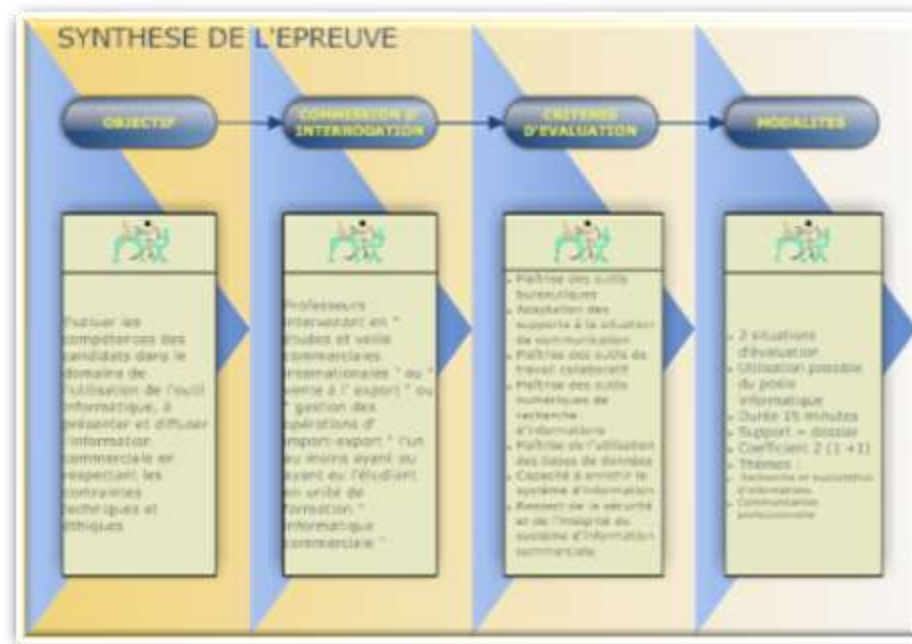 SYNTHESE DE L'EPREUVE
OBJECTIF
COMMISSION D'
INTERROGATION
CRITERES
D'EVALUATION
MODALITES
Evaluer les
compétences des
candidats dans le
domaine de
l'utilisation de l'outil
informatique, à
présenter et diffuser
l'information
commerciale en
respectant les
contraintes
techniques et
éthiques
Professeurs
intervenant en "
études et veille
commerciales
internationales " ou "
vente à l' export " ou
" gestion des
opérations d'
import-export " l'un
au moins ayant ou
ayant eu l'étudiant
en unité de
formation "
informatique
commerciale "
Maîtrise des outils
bureautiques
Adaptation des
supports à la situation
de communication
Maîtrise des outils de
travail collaboratif
Maîtrise des outils
numériques de
recherche
d'informations
Maîtrise de l'utilisation
des bases de données
Capacité à enrichir le
système d'information
Respect de la sécurité
et de l'intégrité du
système d'information
commerciale
2 situations
d'évaluation
Utilisation possible
du poste
informatique
Durée 15 minutes
Support = dossier
Coefficient 2 (1 +1)
Thèmes :
Recherche et exploitation
d'informations
Communication
professionnelle